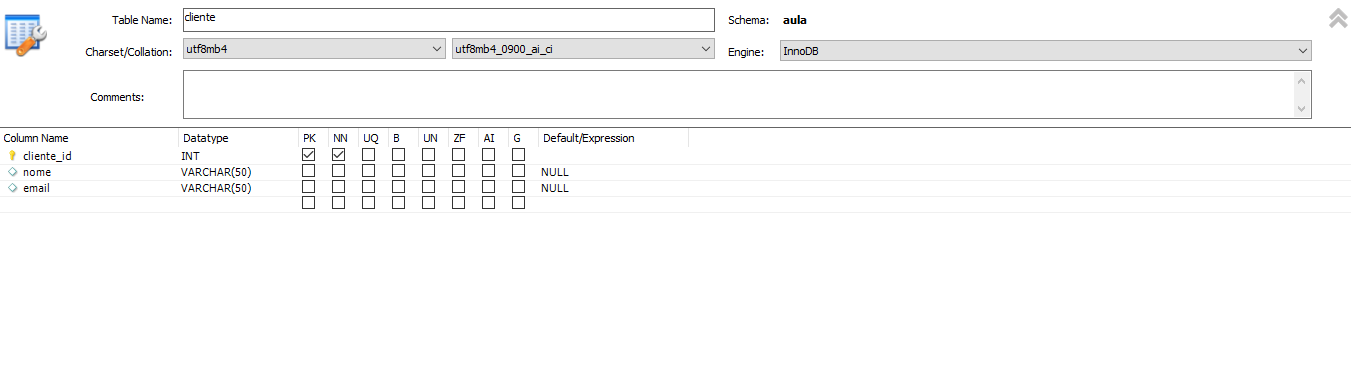 Table Name: cliente Schema: aula
Charset/Collation: utf8mb4 utf8mb4_0900_ai_ci Engine: InnoDB
Comments:
Column Name Datatype PK NN UQ B UN ZF AI G Default/Expression
cliente_id INT
nome VARCHAR(50) NULL
email VARCHAR(50) NULL